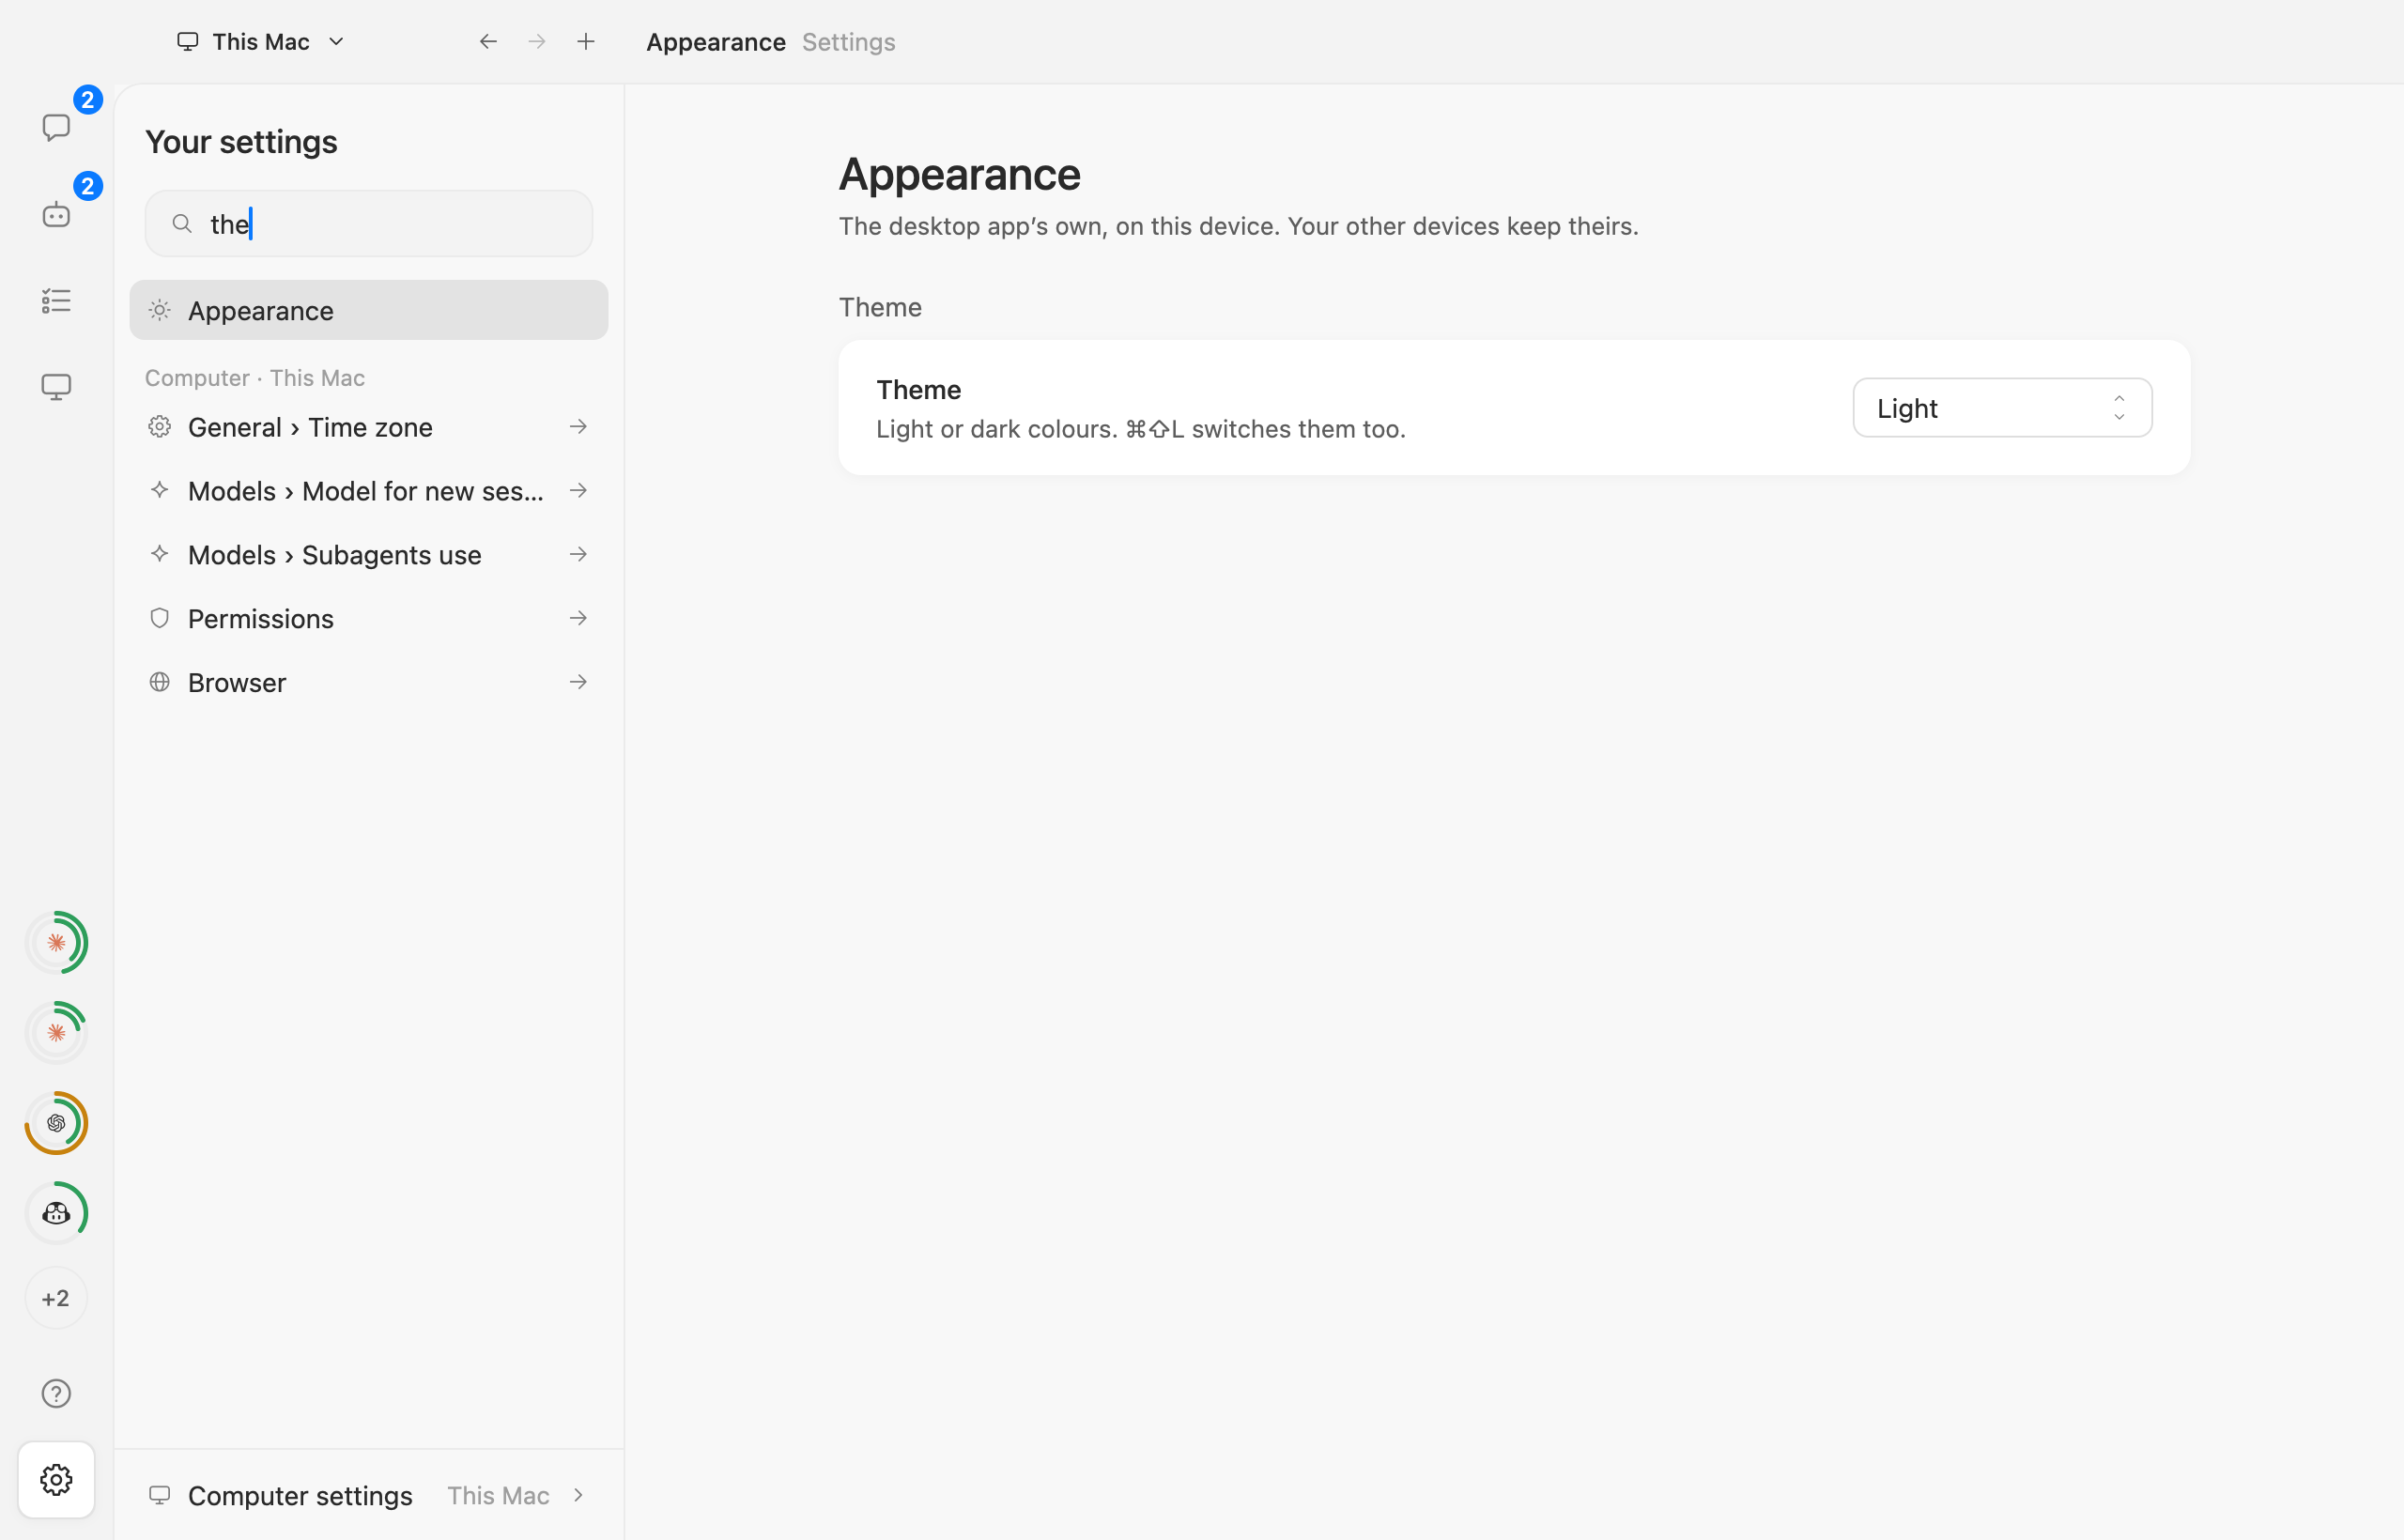 This Mac
Appearance Settings
2
2
Your settings
the
Appearance
Computer · This Mac
General › Time zone
Models › Model for new ses...
Models › Subagents use
Permissions
Browser
+2
Computer settings This Mac
Appearance
The desktop app’s own, on this device. Your other devices keep theirs.
Theme
Theme
Light or dark colours. ⌘⇧L switches them too.
Light